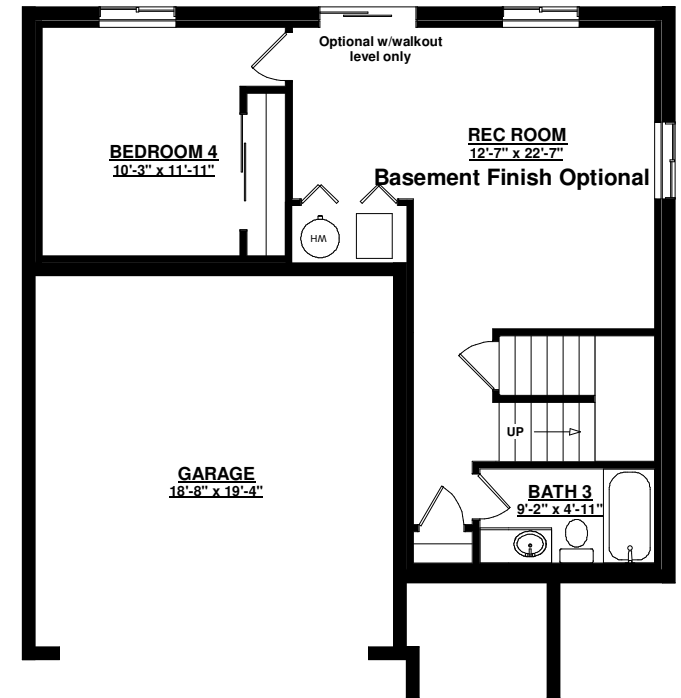 Optional w/walkout
level only
BEDROOM 4
10'-3" x 11'-11"
REC ROOM
12'-7" x 22'-7"
Basement Finish Optional
WH
UP
GARAGE
18'-8" x 19'-4"
BATH 3
9'-2" x 4'-11"